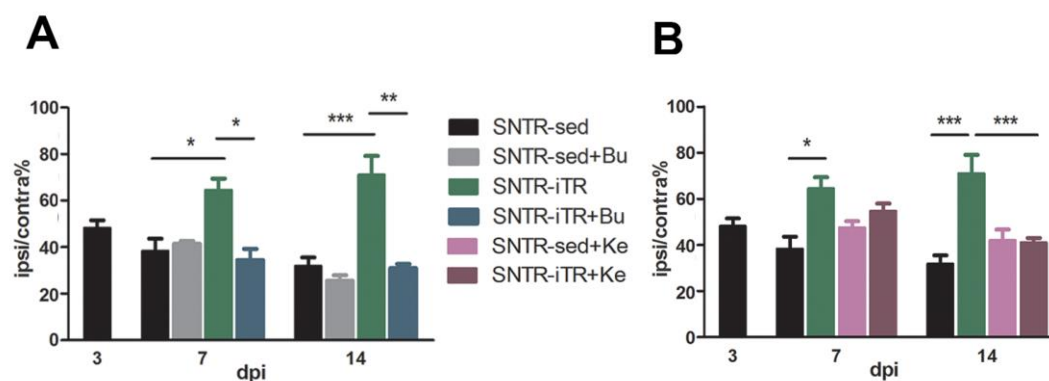 A
B
ipsi/contra%
100
80
60
40
20
0
*
*
***
**
3
7
14
dpi
SNTR-sed
SNTR-sed+Bu
SNTR-iTR
SNTR-iTR+Bu
SNTR-sed+Ke
SNTR-iTR+Ke
ipsi/contra%
100
80
60
40
20
0
*
***
***
3
7
14
dpi